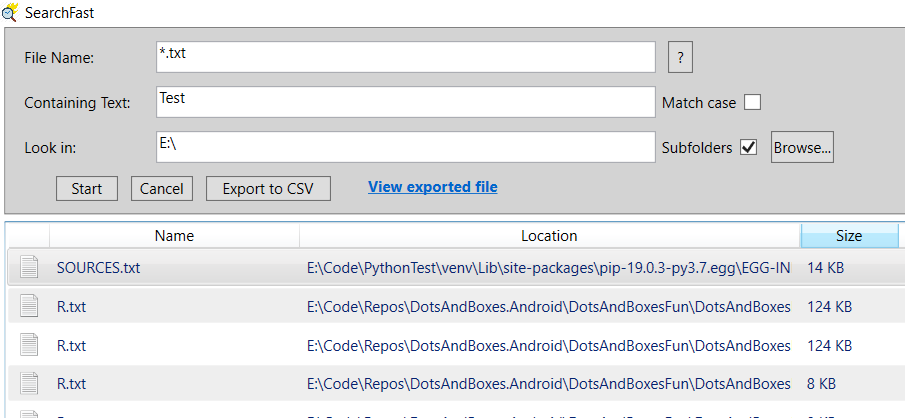 SearchFast
File Name: *.txt ?
Containing Text: Test Match case
Look in: E:\ Subfolders Browse...
Start Cancel Export to CSV View exported file
Name Location Size
SOURCES.txt E:\Code\PythonTest\venv\Lib\site-packages\pip-19.0.3-py3.7.egg\EGG-IN 14 KB
R.txt E:\Code\Repos\DotsAndBoxes.Android\DotsAndBoxesFun\DotsAndBoxes 124 KB
R.txt E:\Code\Repos\DotsAndBoxes.Android\DotsAndBoxesFun\DotsAndBoxes 124 KB
R.txt E:\Code\Repos\DotsAndBoxes.Android\DotsAndBoxesFun\DotsAndBoxes 8 KB